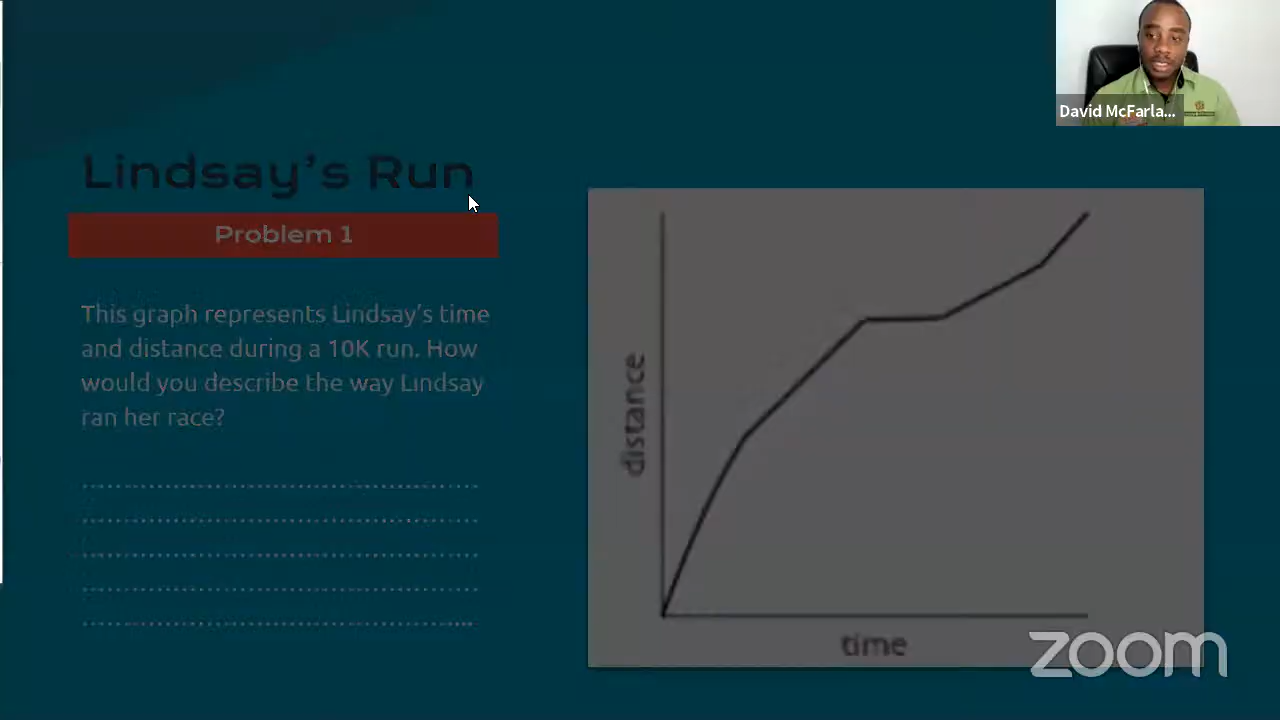 David McFarla...
Lindsay's Run
Problem 1
This graph represents Lindsay's time
and distance during a 10K run. How
would you describe the way Lindsay
ran her race?
distance
time
zoom